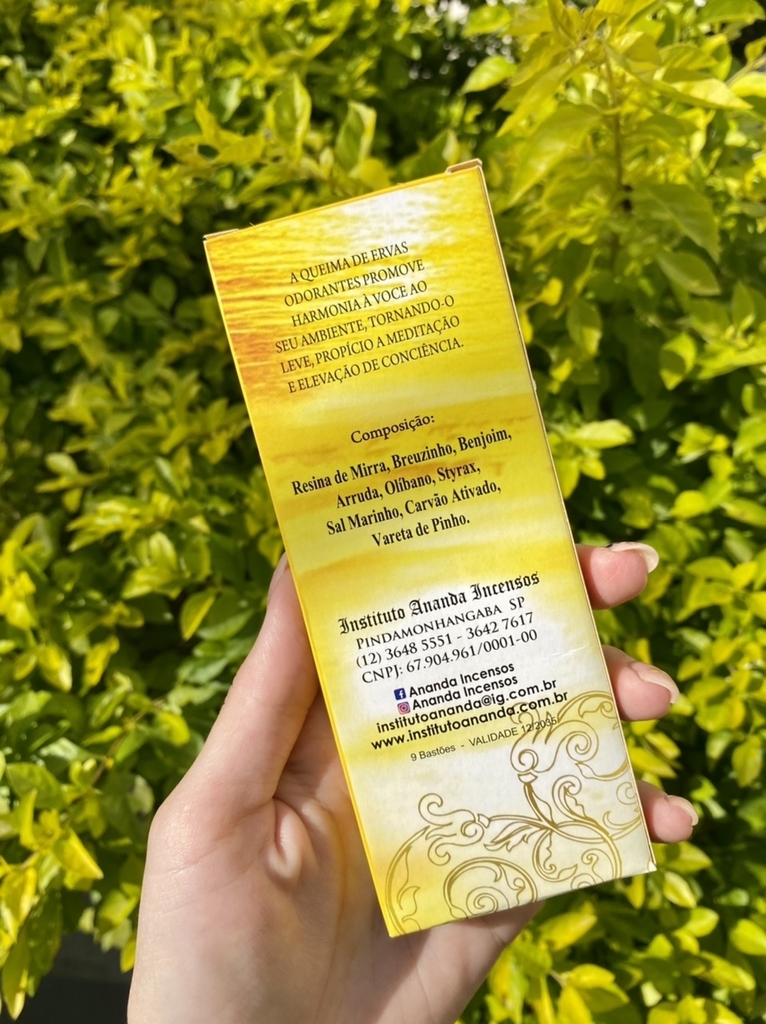 A QUEIMA DE ERVAS
ODORANTES PROMOVE
HARMONIA À VOCÊ AO
SEU AMBIENTE, TORNANDO-O
LEVE, PROPÍCIO A MEDITAÇÃO
E ELEVAÇÃO DE CONCIÊNCIA.
Composição:
Resina de Mirra, Breuzinho, Benjoim,
Arruda, Olíbano, Styrax,
Sal Marinho, Carvão Ativado,
Vareta de Pinho.
Instituto Ananda Incensos
PINDAMONHANGABA SP
(12) 3648 5551 - 3642 7617
CNPJ: 67.904.961/0001-00
Ananda Incensos
Ananda Incensos
institutoananda@ig.com.br
www.institutoananda.com.br
9 Bastões - VALIDADE 12/2035